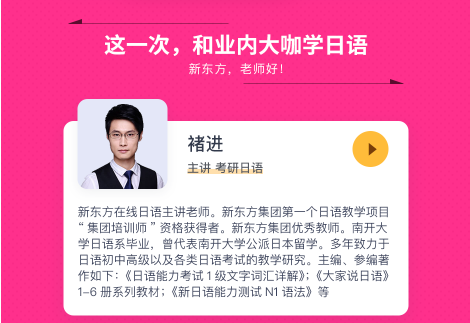 这一次，和业内大咖学日语
新东方，老师好!
褚进
主讲 考研日语
新东方在线日语主讲老师。新东方集团第一个日语教学项目
“集团培训师”资格获得者。新东方集团优秀教师。南开大
学日语系毕业，曾代表南开大学公派日本留学。多年致力于
日语初中高级以及各类日语考试的教学研究。主编、参编著
作如下：《日语能力考试 1 级文字词汇详解》；《大家说日语》
1-6 册系列教材；《新日语能力测试 N1 语法》等